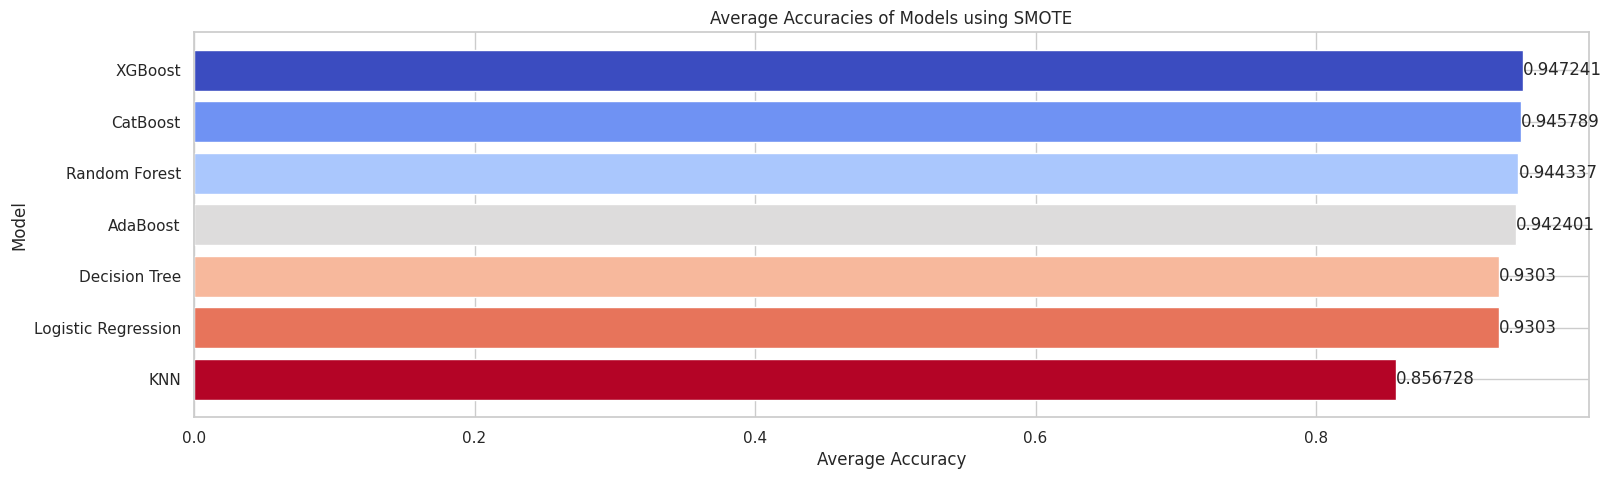 Average Accuracies of Models using SMOTE
Model
XGBoost 0.947241
CatBoost 0.945789
Random Forest 0.944337
AdaBoost 0.942401
Decision Tree 0.9303
Logistic Regression 0.9303
KNN 0.856728
0.0 0.2 0.4 0.6 0.8
Average Accuracy